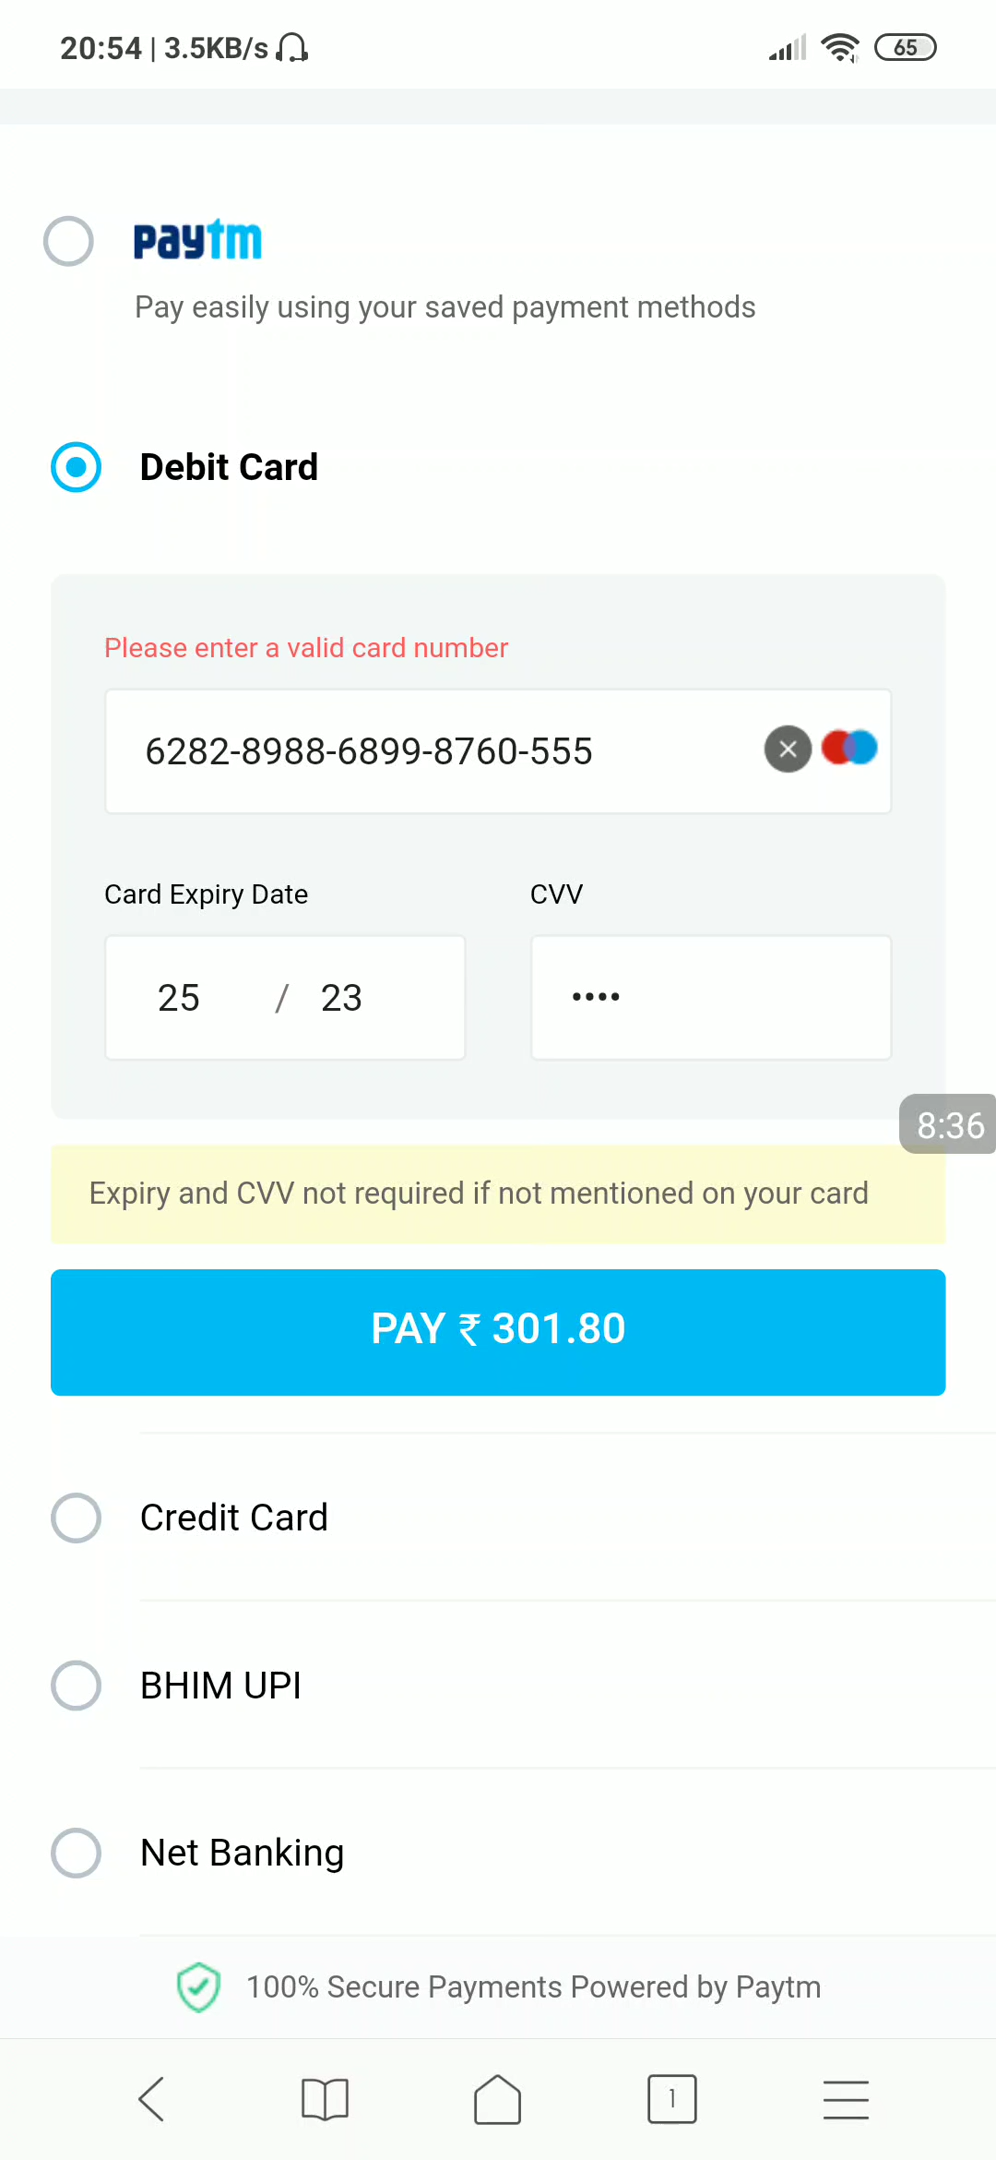 20:54 | 3.5KB/s
65
paytm
Pay easily using your saved payment methods
Debit Card
Please enter a valid card number
6282-8988-6899-8760-555
Card Expiry Date CVV
25 / 23 ••••
8:36
Expiry and CVV not required if not mentioned on your card
PAY ₹ 301.80
Credit Card
BHIM UPI
Net Banking
100% Secure Payments Powered by Paytm
1